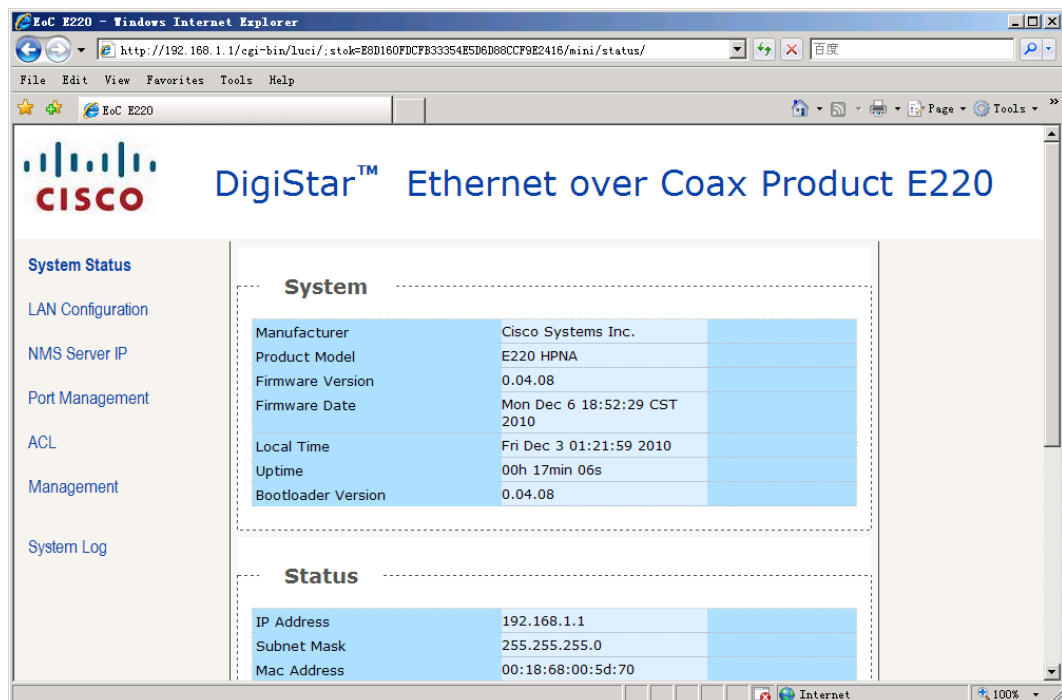 EoC E220 - Windows Internet Explorer
http://192.168.1.1/cgi-bin/luci/;stok=E8D160FDCFB33354E5D6D88CCF9E2416/mini/status/
百度
File Edit View Favorites Tools Help
EoC E220
Page Tools »
CISCO
DigiStar™ Ethernet over Coax Product E220
System Status
LAN Configuration
NMS Server IP
Port Management
ACL
Management
System Log
System
Manufacturer Cisco Systems Inc.
Product Model E220 HPNA
Firmware Version 0.04.08
Firmware Date Mon Dec 6 18:52:29 CST
2010
Local Time Fri Dec 3 01:21:59 2010
Uptime 00h 17min 06s
Bootloader Version 0.04.08
Status
IP Address 192.168.1.1
Subnet Mask 255.255.255.0
Mac Address 00:18:68:00:5d:70
Internet
100%